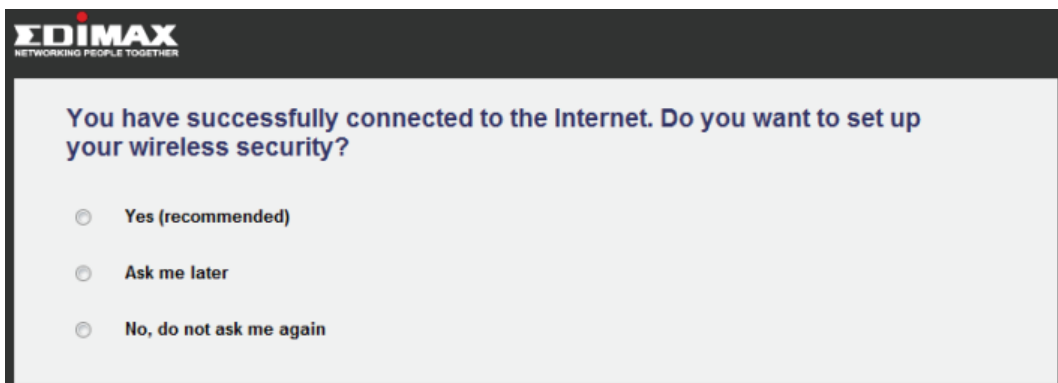 EDIMAX
NETWORKING PEOPLE TOGETHER
You have successfully connected to the Internet. Do you want to set up
your wireless security?
Yes (recommended)
Ask me later
No, do not ask me again